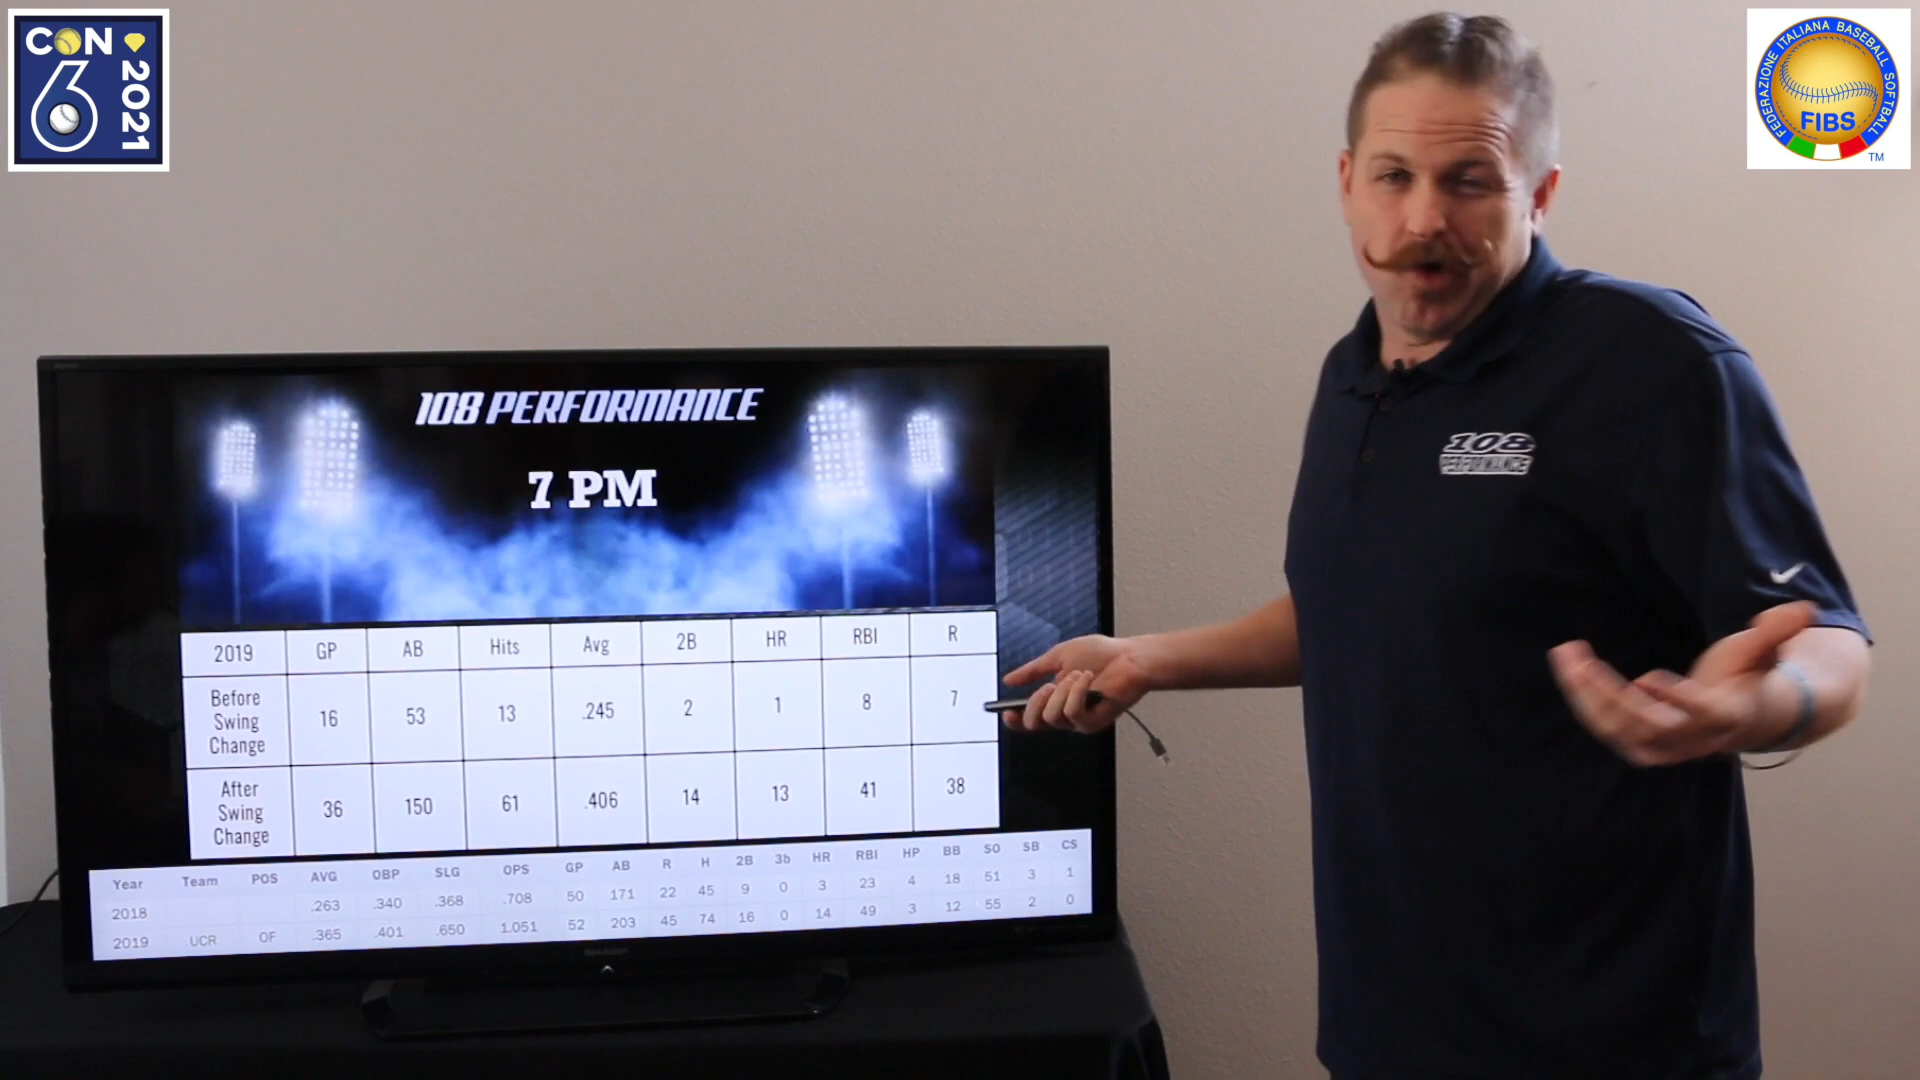 CON
6
2021
FEDERAZIONE ITALIANA BASEBALL SOFTBALL
FIBS
TM
108 PERFORMANCE
7 PM
2019 GP AB Hits Avg 2B HR RBI R
Before Swing Change 16 53 13 .245 2 1 8 7
After Swing Change 36 150 61 .406 14 13 41 38
Year Team POS AVG OBP SLG OPS GP AB R H 2B 3b HR RBI HP BB SO SB CS
2018 .263 .340 .368 .708 50 171 22 45 9 0 3 23 4 18 51 3 1
2019 UCR OF .365 .401 .650 1.051 52 203 45 74 16 0 14 49 3 12 55 2 0
108
PERFORMANCE